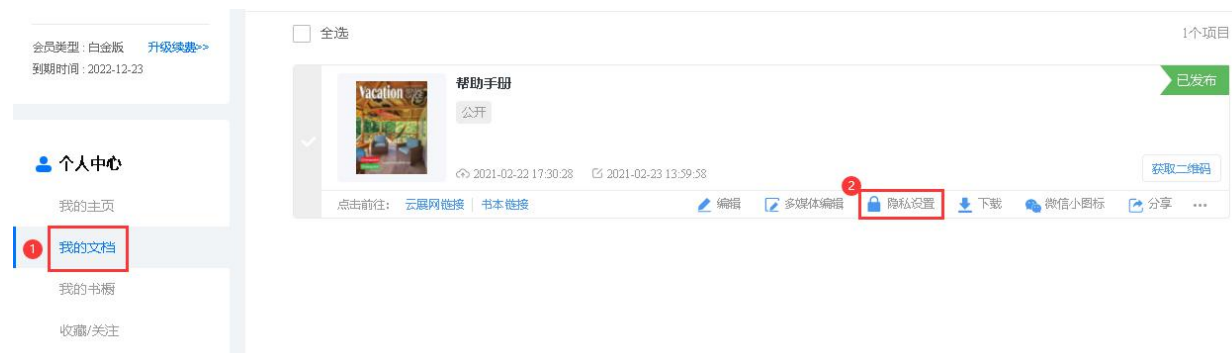 会员类型 : 白金版 升级续费>>
到期时间 : 2022-12-23
个人中心
我的主页
1 我的文档
我的书橱
收藏/关注
全选 1个项目
Vacation
帮助手册
已发布
公开
2021-02-22 17:30:28 2021-02-23 13:59:58
获取二维码
2
点击前往： 云展网链接 | 书本链接 编辑 多媒体编辑 隐私设置 下载 微信小图标 分享 ...